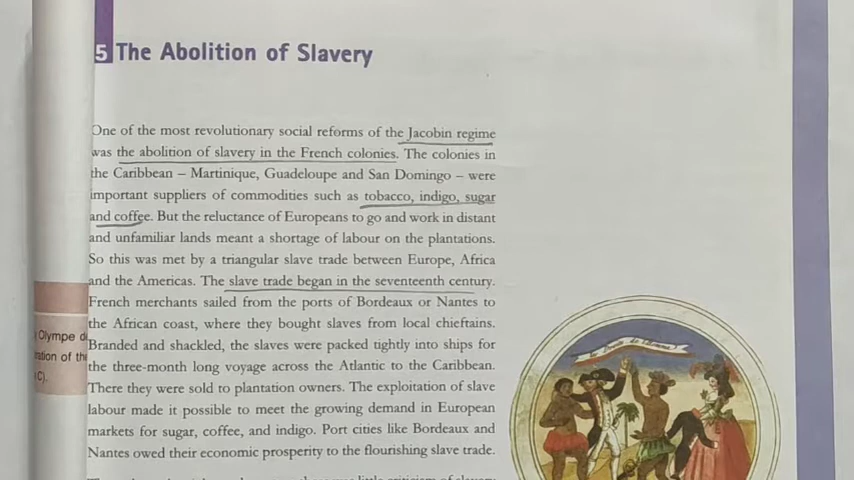 5 The Abolition of Slavery
One of the most revolutionary social reforms of the Jacobin regime
was the abolition of slavery in the French colonies. The colonies in
the Caribbean – Martinique, Guadeloupe and San Domingo – were
important suppliers of commodities such as tobacco, indigo, sugar
and coffee. But the reluctance of Europeans to go and work in distant
and unfamiliar lands meant a shortage of labour on the plantations.
So this was met by a triangular slave trade between Europe, Africa
and the Americas. The slave trade began in the seventeenth century.
French merchants sailed from the ports of Bordeaux or Nantes to
the African coast, where they bought slaves from local chieftains.
Branded and shackled, the slaves were packed tightly into ships for
the three-month long voyage across the Atlantic to the Caribbean.
There they were sold to plantation owners. The exploitation of slave
labour made it possible to meet the growing demand in European
markets for sugar, coffee, and indigo. Port cities like Bordeaux and
Nantes owed their economic prosperity to the flourishing slave trade.
Olympe d
ration of the
C).